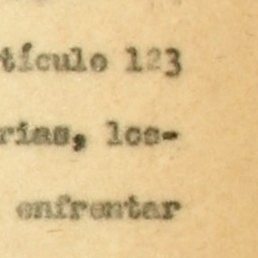 tículo 123
rias, los-
enfrentar